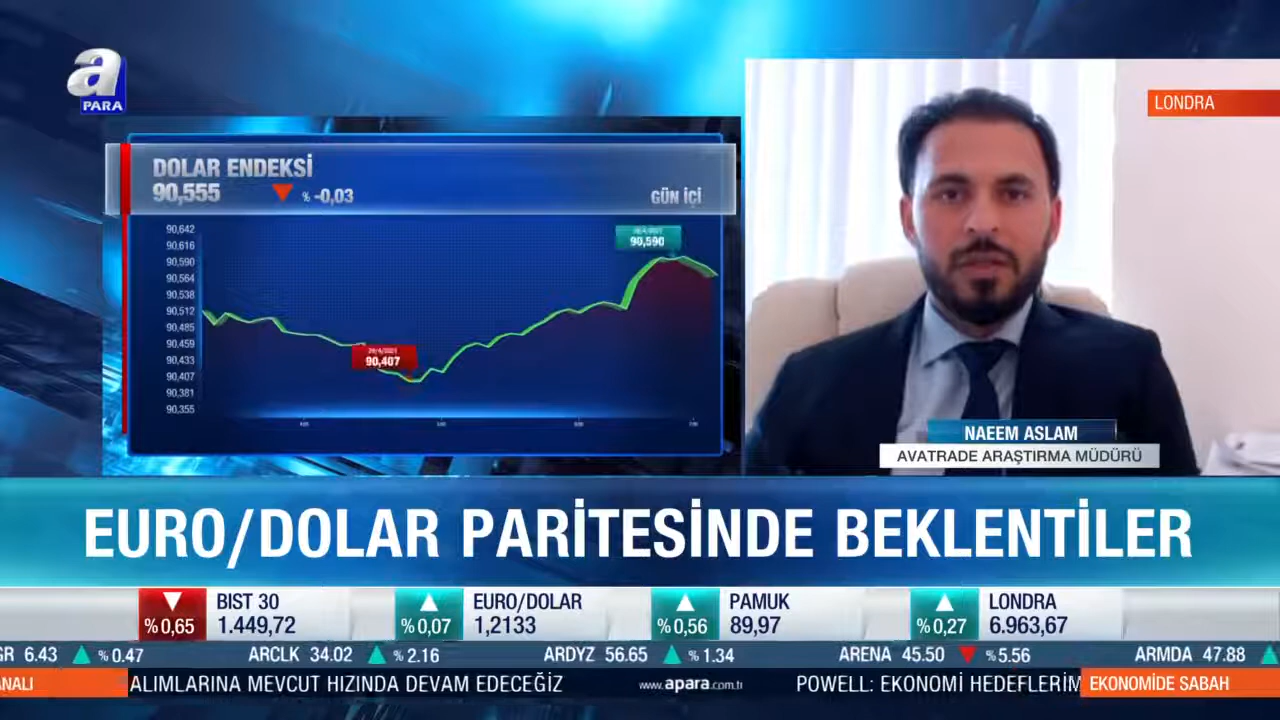 a
PARA
LONDRA
DOLAR ENDEKSİ
90,555 % -0,03
GÜN İÇİ
90,642
90,616
90,590
90,564
90,538
90,512
90,485
90,459
90,433
90,407
90,381
90,355
90,590
90,407
NAEEM ASLAM
AVATRADE ARAŞTIRMA MÜDÜRÜ
EURO/DOLAR PARİTESİNDE BEKLENTİLER
%0,65 BIST 30 1.449,72
%0,07 EURO/DOLAR 1,2133
%0,56 PAMUK 89,97
%0,27 LONDRA 6.963,67
GR 6.43 %0.47 ARCLK 34.02 %2.16 ARDYZ 56.65 %1.34 ARENA 45.50 %5.56 ARMDA 47.88
ANALI ALIMLARINA MEVCUT HIZINDA DEVAM EDECEĞİZ www.apara.com.tr POWELL: EKONOMİ HEDEFLERİM EKONOMİDE SABAH